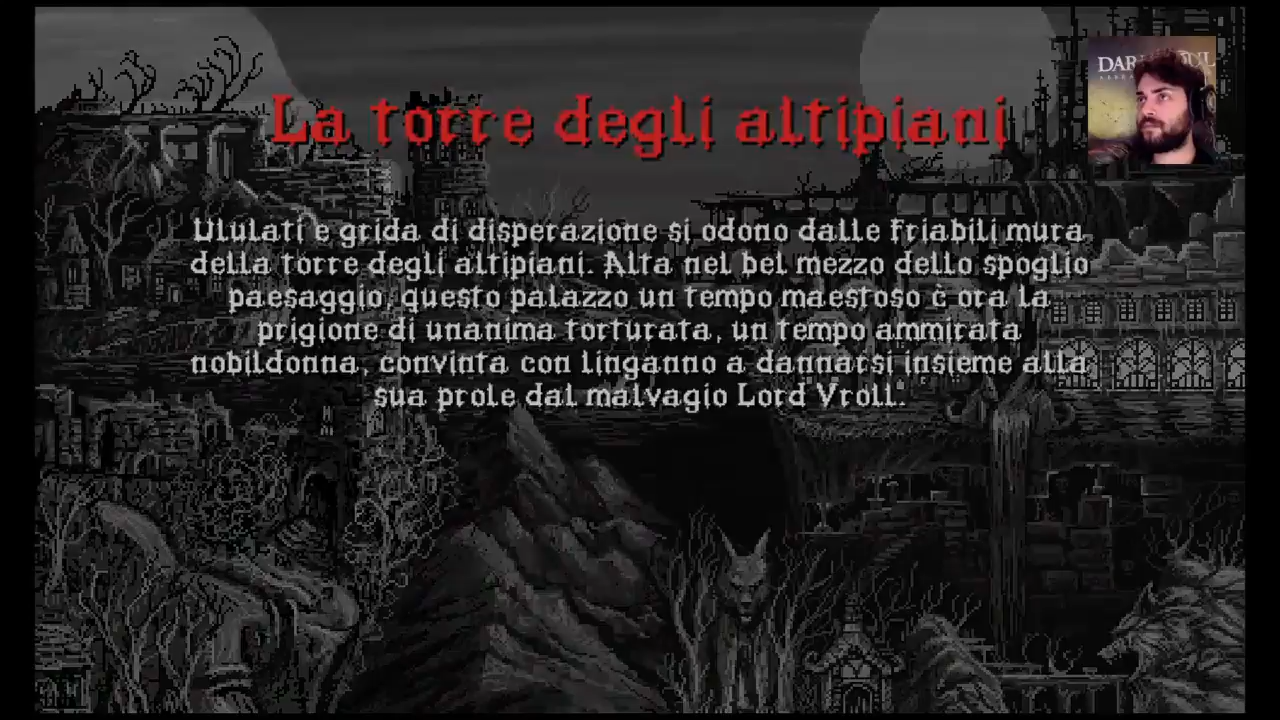 La torre degli altipiani
DAR
Ululati e grida di disperazione si odono dalle friabili mura
della torre degli altipiani. Alta nel bel mezzo dello spoglio
paesaggio, questo palazzo un tempo maestoso è ora la
prigione di unanima torturata, un tempo ammirata
nobildonna, convinta con linganno a dannarsi insieme alla
sua prole dal malvagio Lord Vroll.